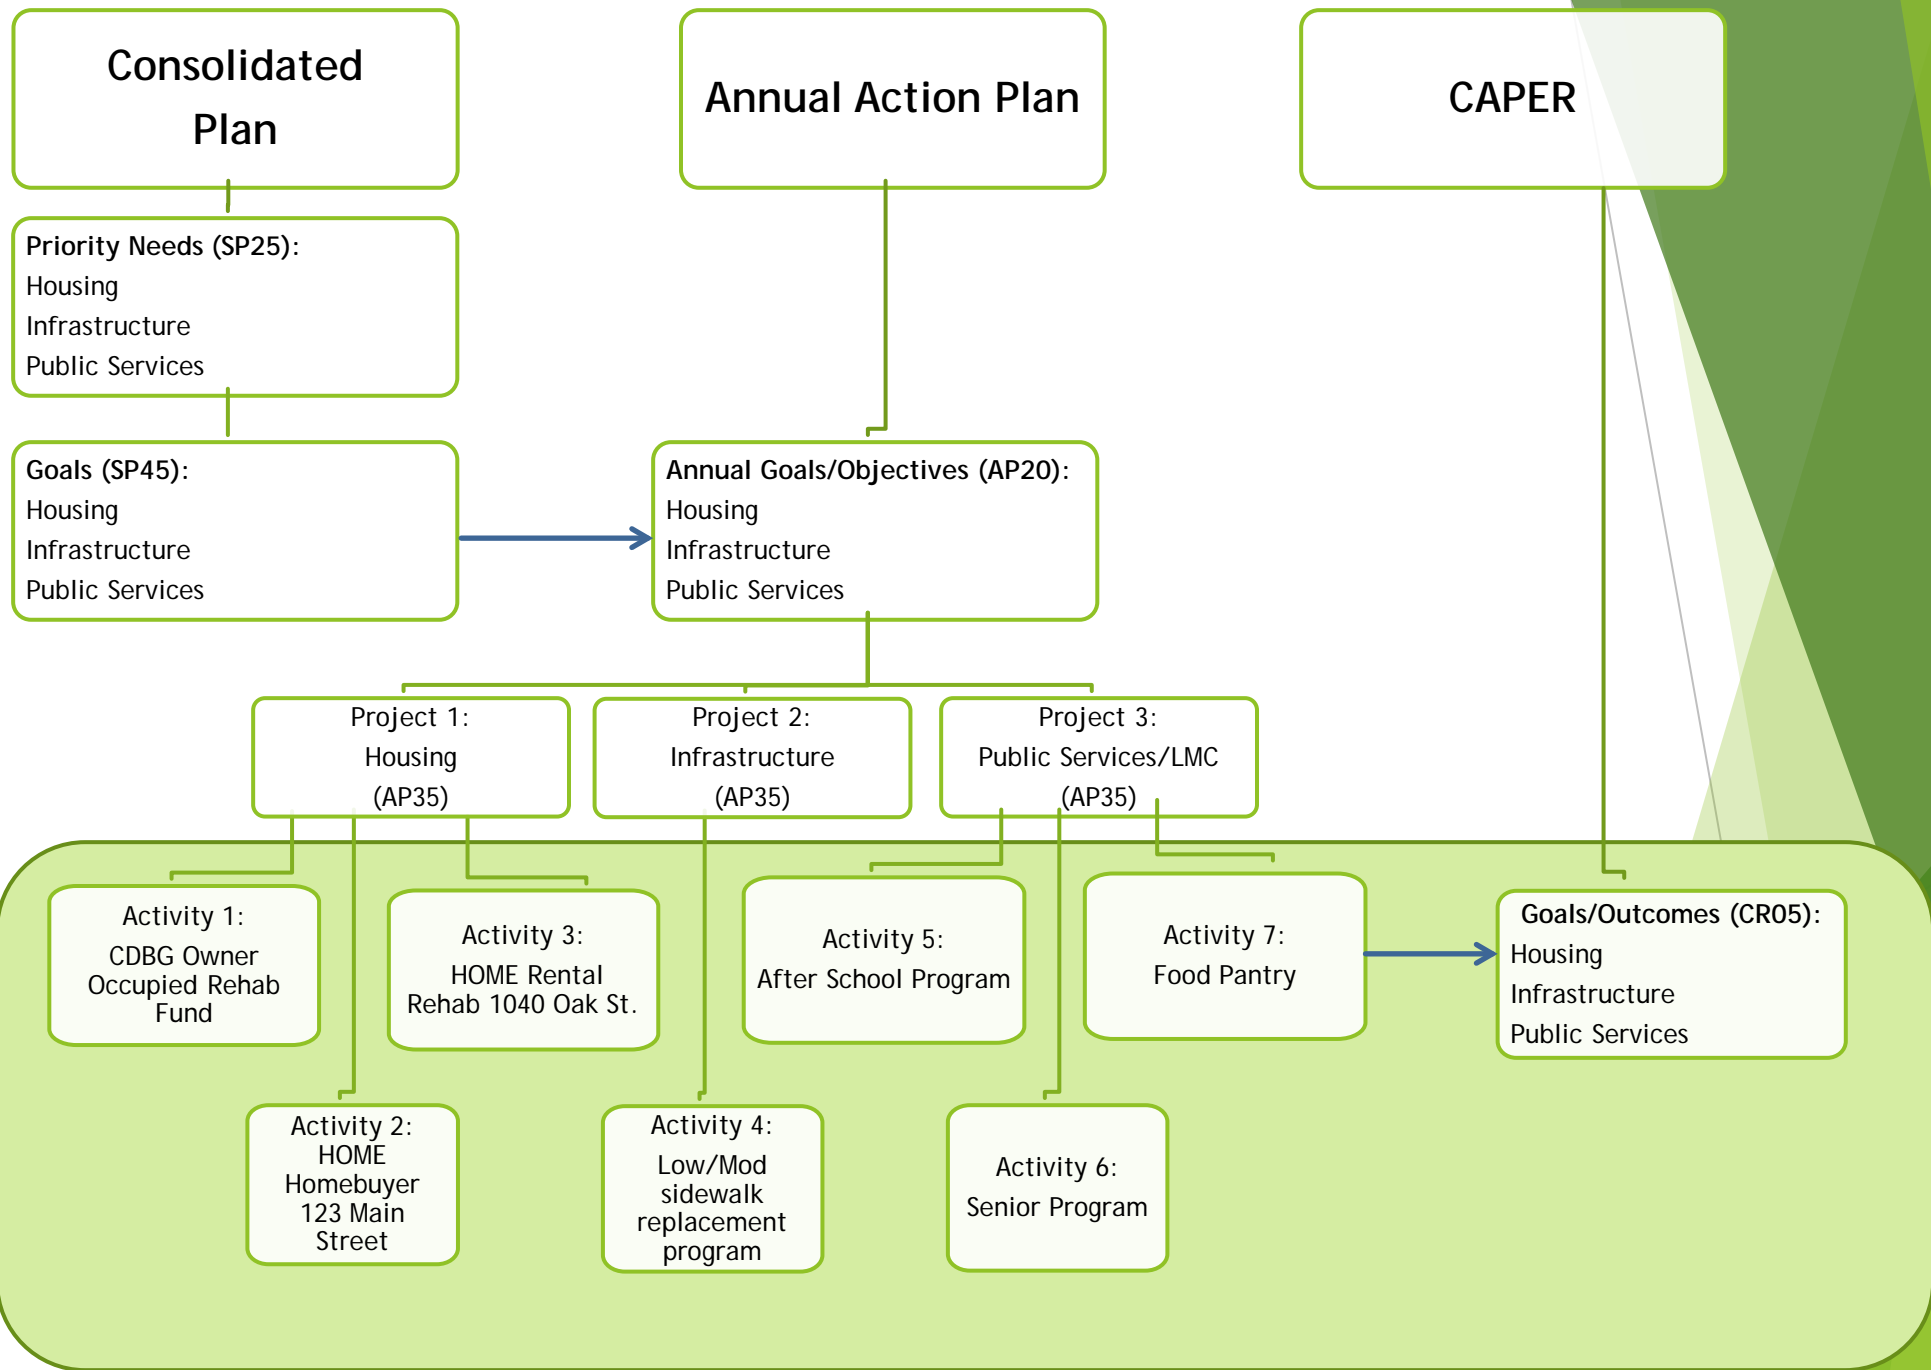 Consolidated
Plan
Annual Action Plan
CAPER
Priority Needs (SP25):
Housing
Infrastructure
Public Services
Goals (SP45):
Housing
Infrastructure
Public Services
Annual Goals/Objectives (AP20):
Housing
Infrastructure
Public Services
Project 1:
Housing
(AP35)
Project 2:
Infrastructure
(AP35)
Project 3:
Public Services/LMC
(AP35)
Activity 1:
CDBG Owner
Occupied Rehab
Fund
Activity 3:
HOME Rental
Rehab 1040 Oak St.
Activity 5:
After School Program
Activity 7:
Food Pantry
Goals/Outcomes (CR05):
Housing
Infrastructure
Public Services
Activity 2:
HOME
Homebuyer
123 Main
Street
Activity 4:
Low/Mod
sidewalk
replacement
program
Activity 6:
Senior Program